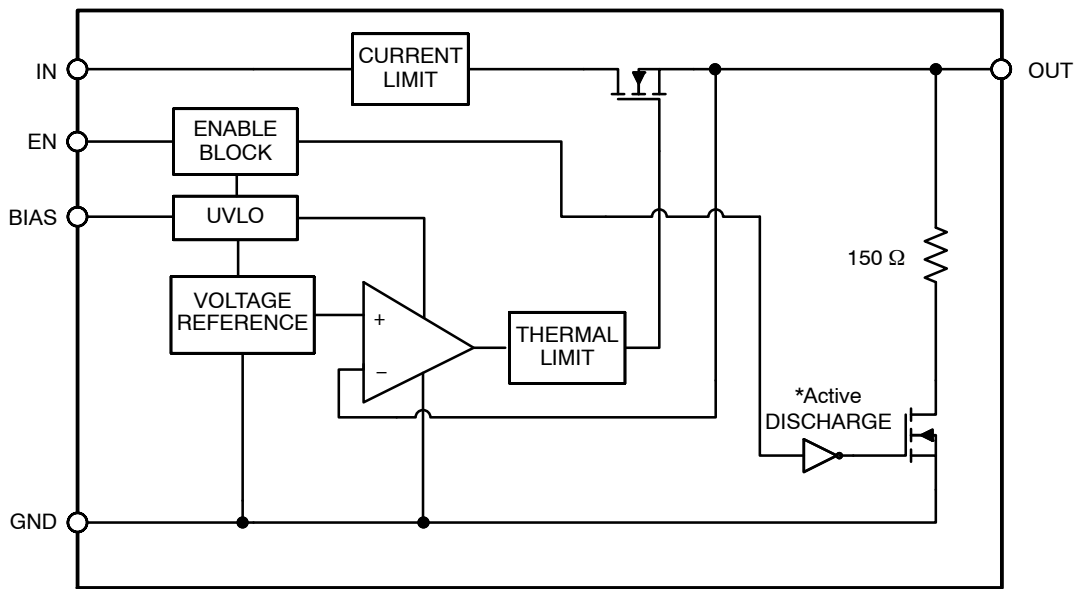 IN
CURRENT
LIMIT
OUT
EN
ENABLE
BLOCK
BIAS
UVLO
150 Ω
VOLTAGE
REFERENCE
+
−
THERMAL
LIMIT
*Active
DISCHARGE
GND